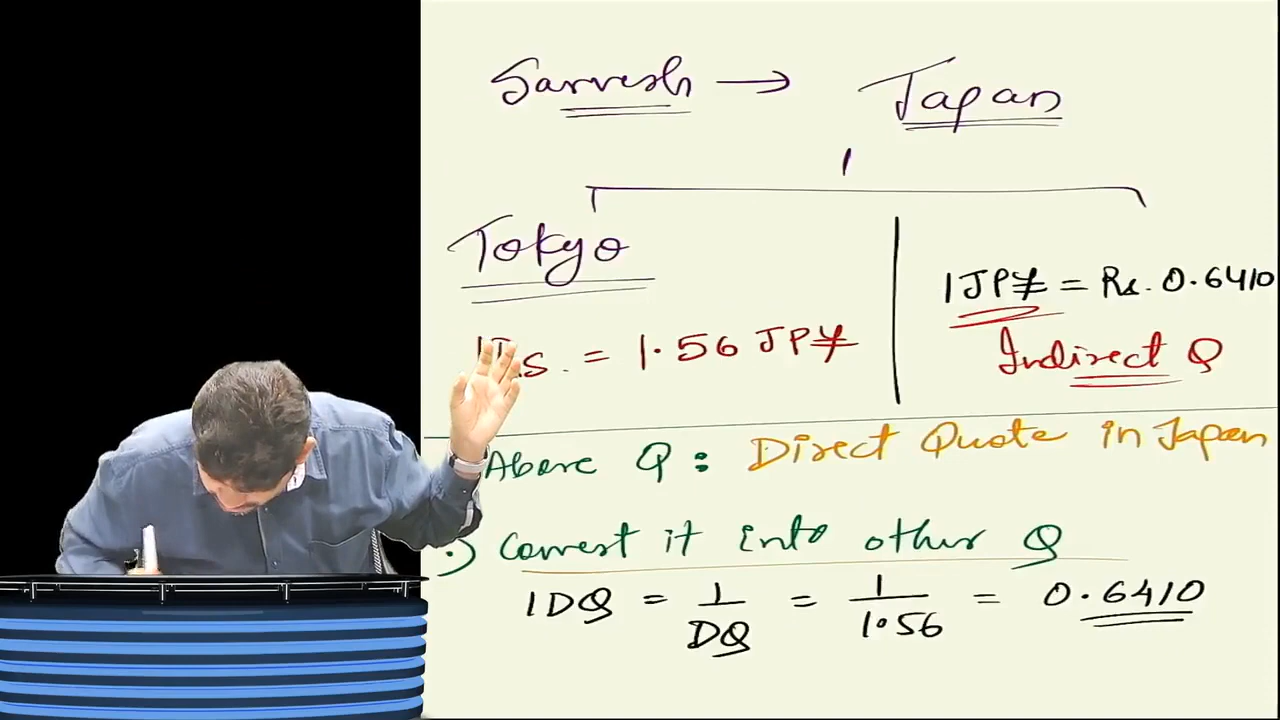 Sarvesh → Japan
Tokyo
1Rs. = 1.56 JP¥
1JP¥ = Rs. 0.6410
Indirect Q
Above Q : Direct Quote in Japan
·) Convert it into other Q
IDQ = 1/DQ = 1/1.56 = 0.6410